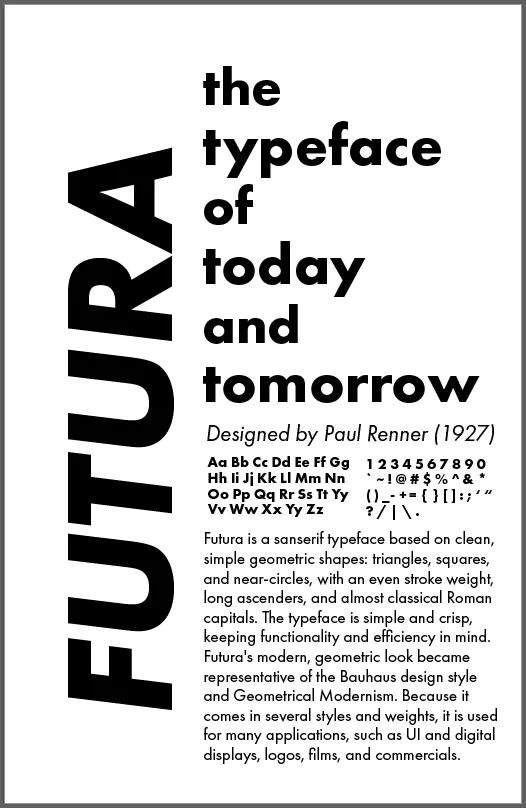 FUTURA
the
typeface
of
today
and
tomorrow
Designed by Paul Renner (1927)
Aa Bb Cc Dd Ee Ff Gg
Hh Ii Jj Kk Ll Mm Nn
Oo Pp Qq Rr Ss Tt Yy
Vv Ww Xx Yy Zz
1 2 3 4 5 6 7 8 9 0
` ~ ! @ # $ % ^ & *
( ) _ - + = { } [ ] : ; ‘ “
? / | \ .
Futura is a sanserif typeface based on clean,
simple geometric shapes: triangles, squares,
and near-circles, with an even stroke weight,
long ascenders, and almost classical Roman
capitals. The typeface is simple and crisp,
keeping functionality and efficiency in mind.
Futura's modern, geometric look became
representative of the Bauhaus design style
and Geometrical Modernism. Because it
comes in several styles and weights, it is used
for many applications, such as UI and digital
displays, logos, films, and commercials.